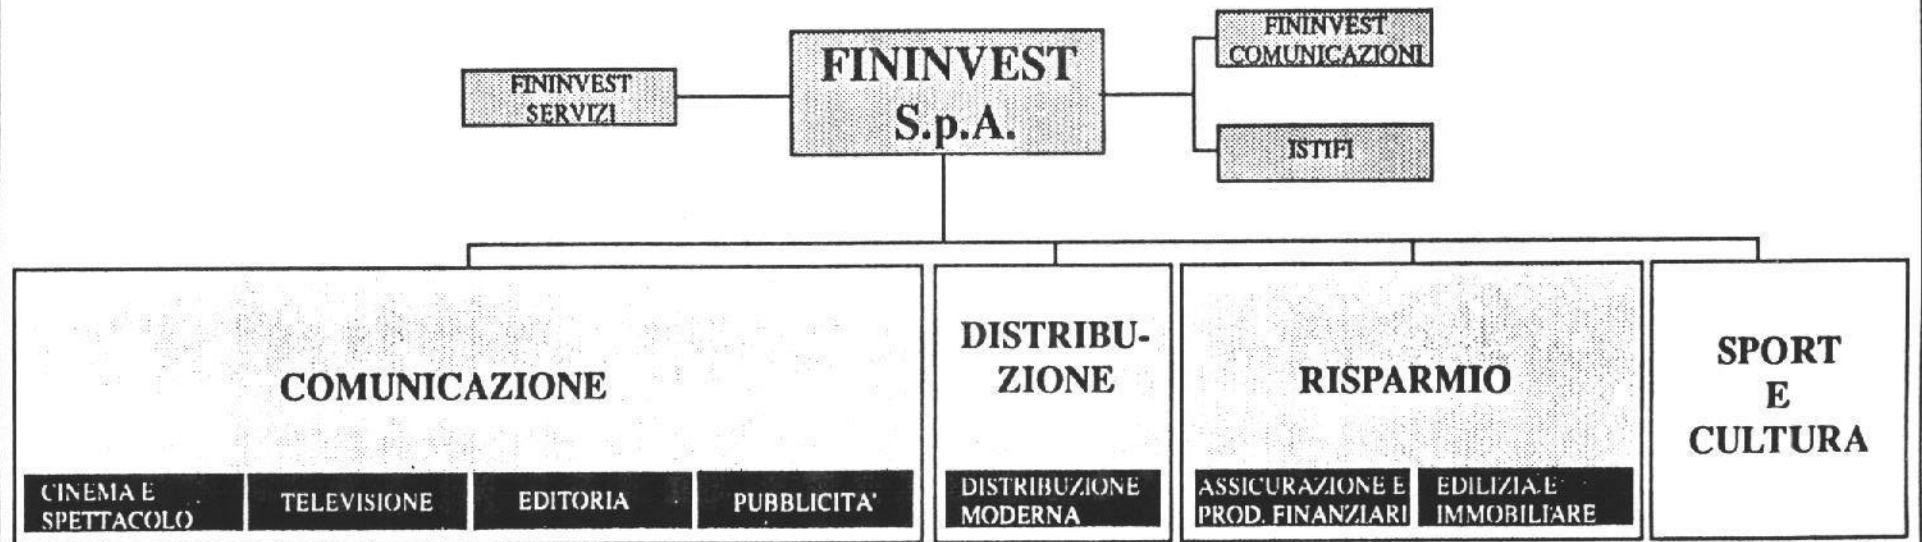 FININVEST
SERVIZI
FININVEST
S.p.A.
FININVEST
COMUNICAZIONI
ISTIFI
COMUNICAZIONE
CINEMA E
SPETTACOLO
TELEVISIONE
EDITORIA
PUBBLICITA'
DISTRIBU-
ZIONE
DISTRIBUZIONE
MODERNA
RISPARMIO
ASSICURAZIONE E
PROD. FINANZIARI
EDILIZIA E
IMMOBILIARE
SPORT
E
CULTURA